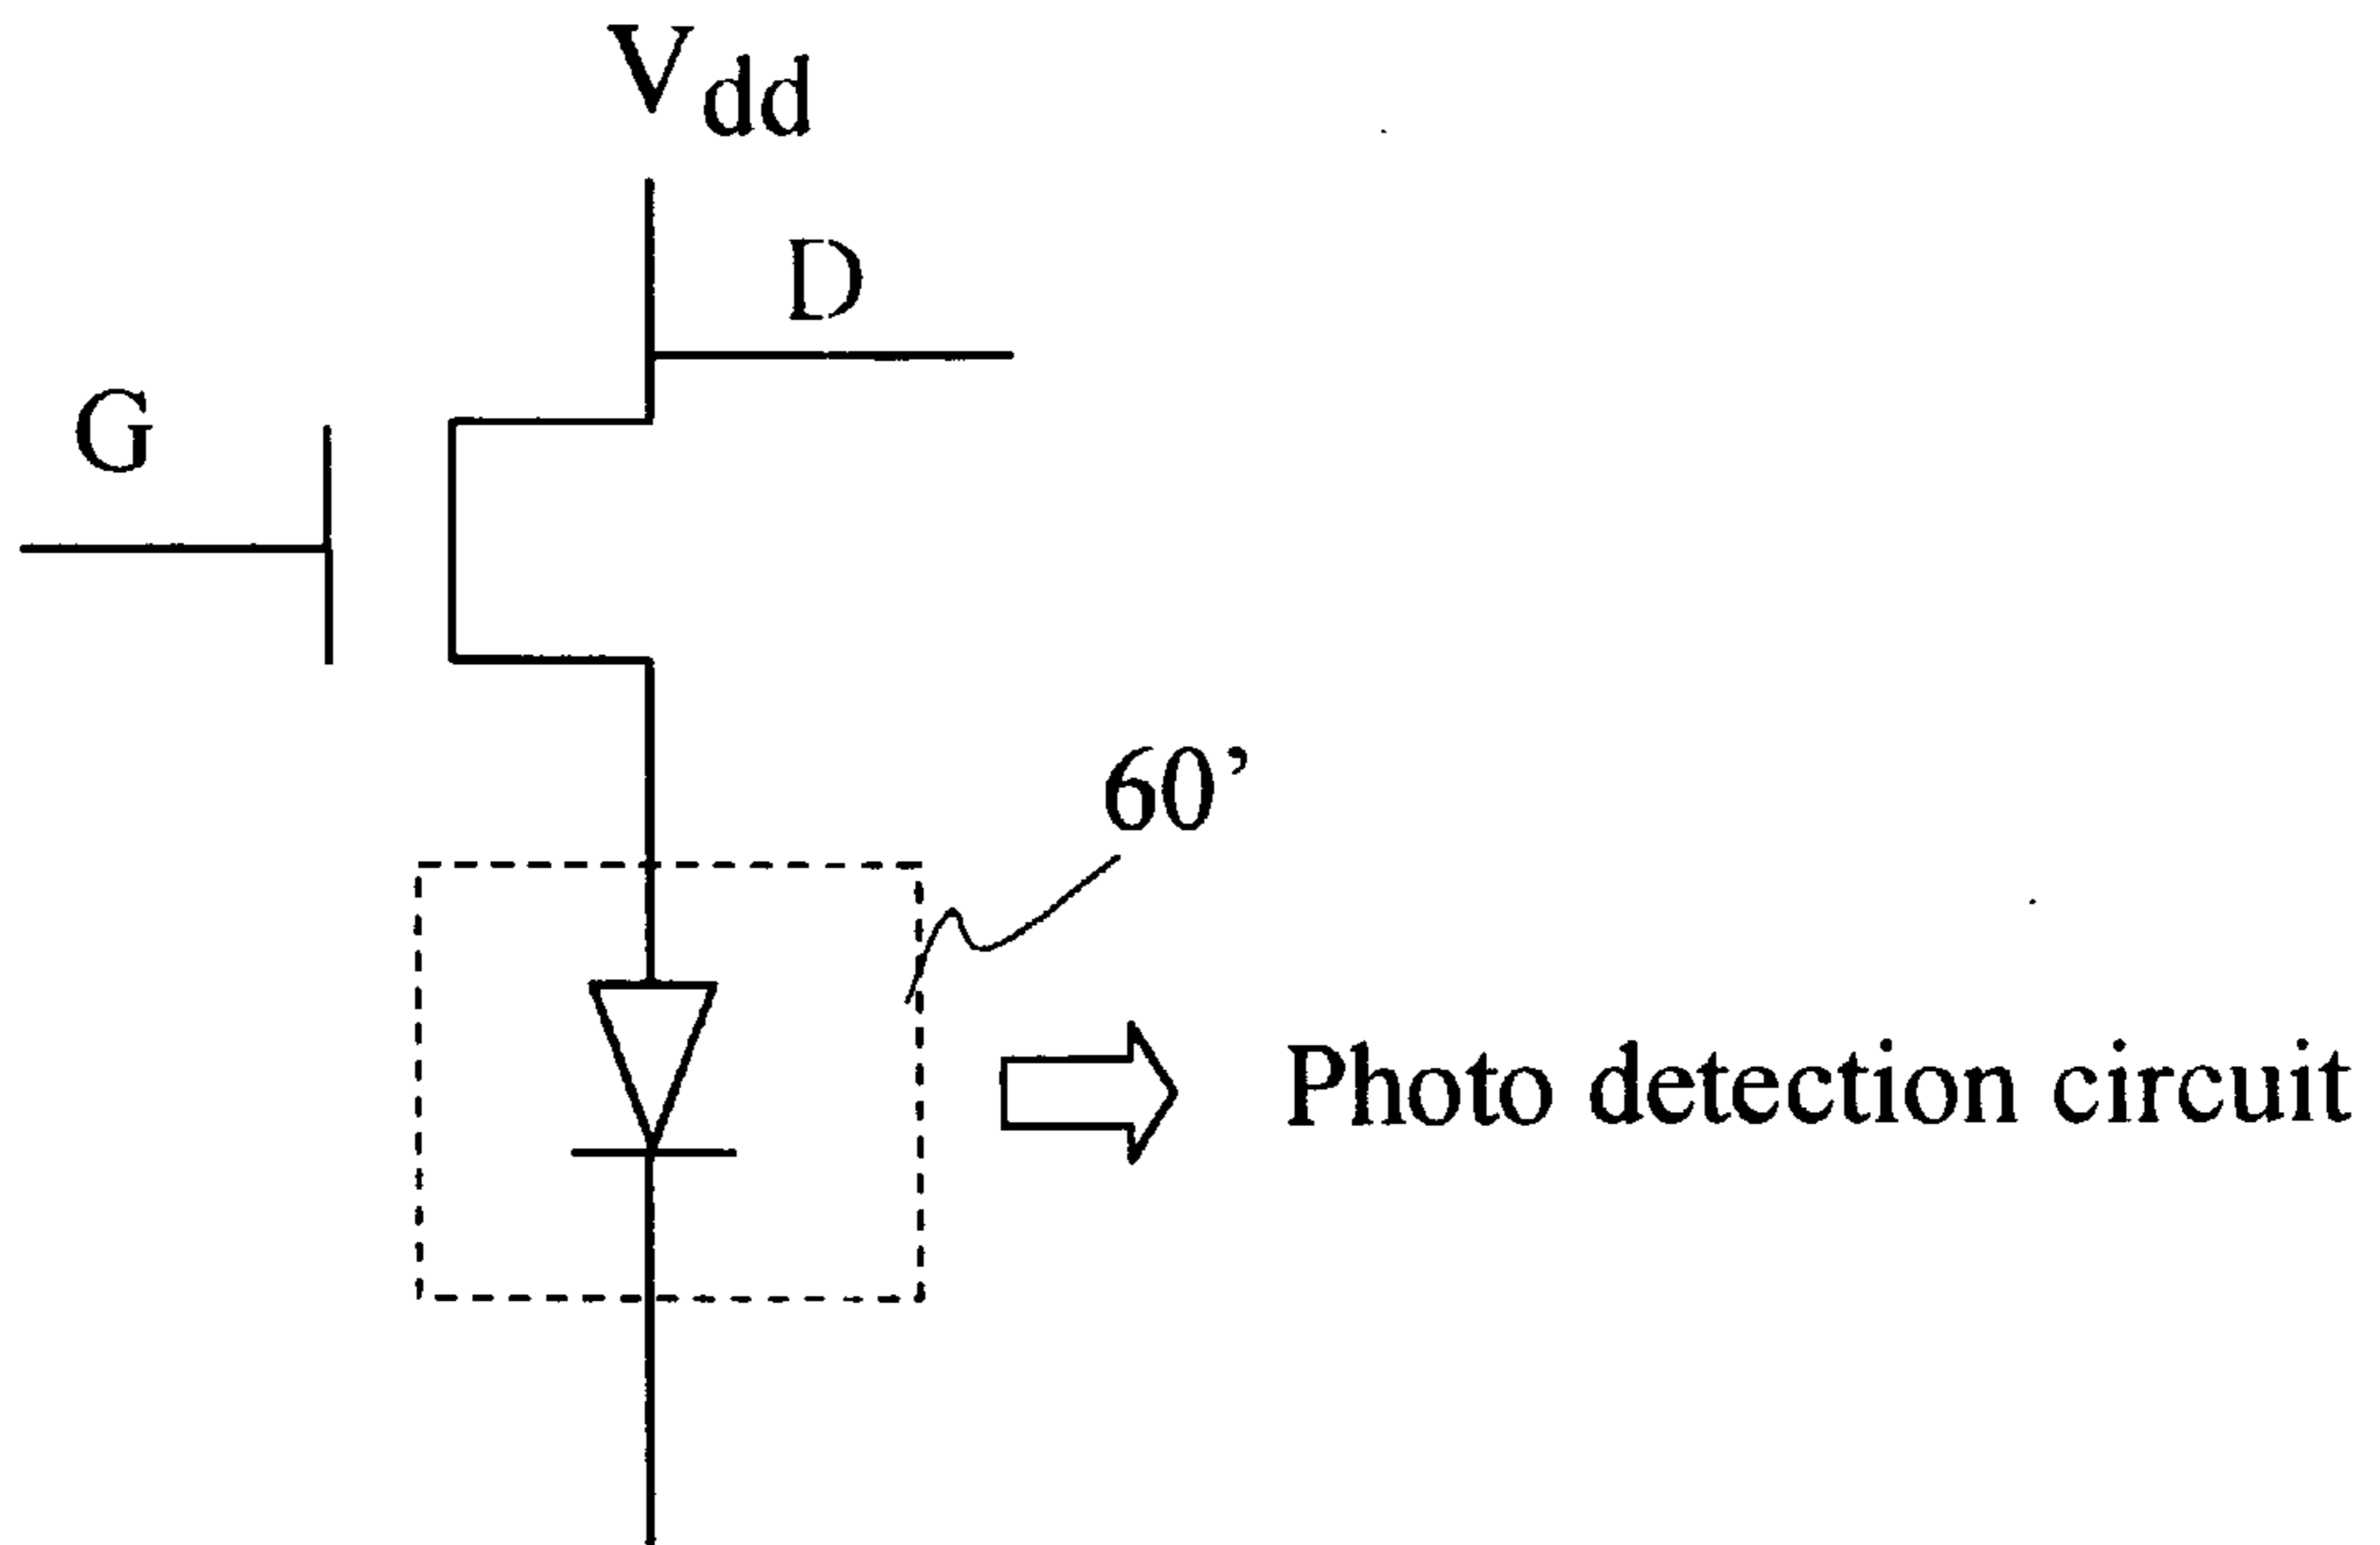 Vdd
D
G
60’
Photo detection circuit